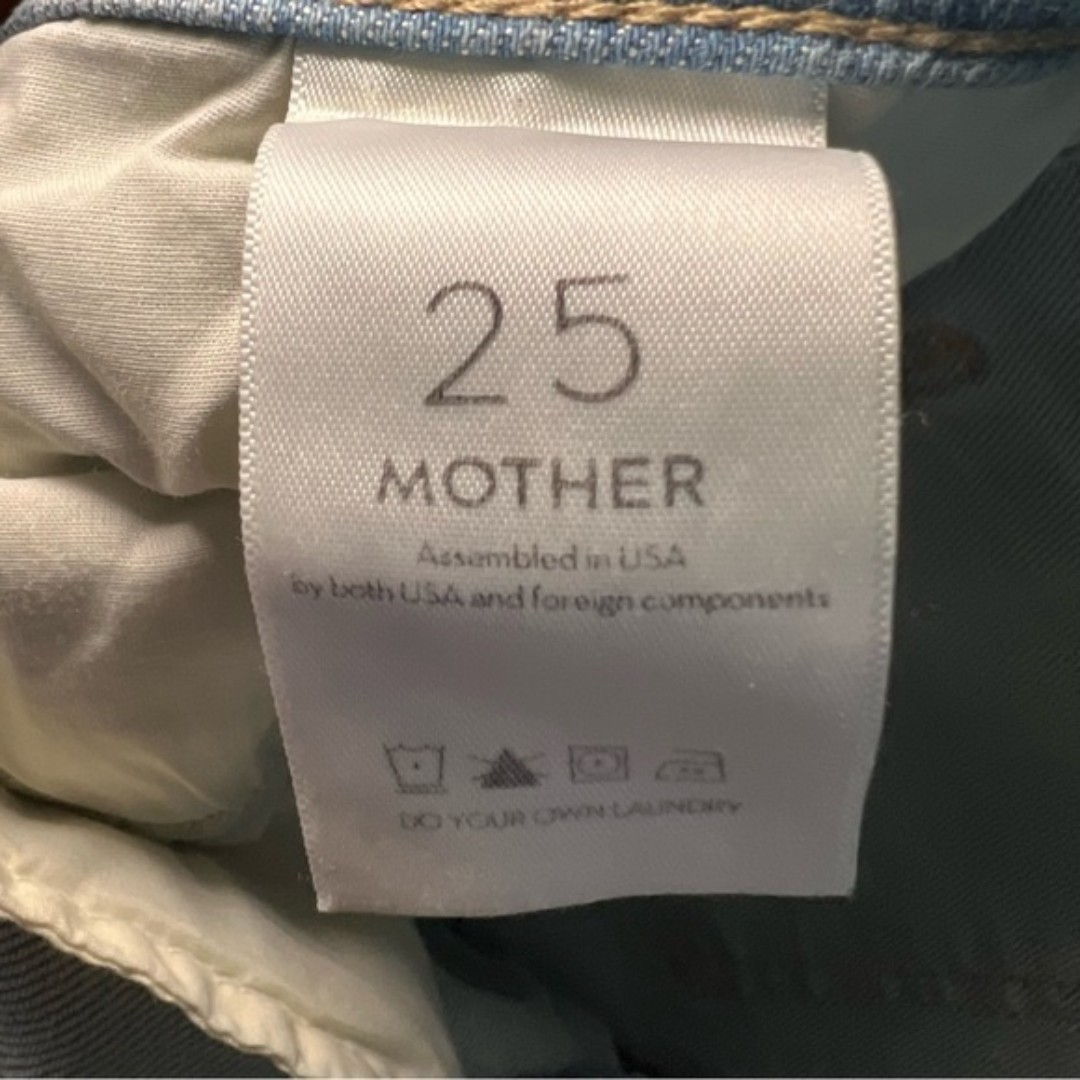 25
MOTHER
Assembled in USA
by both USA and foreign components
DO YOUR OWN LAUNDRY